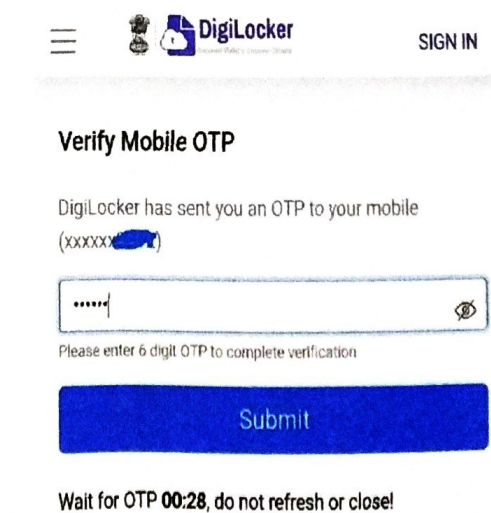 DigiLocker
SIGN IN
Verify Mobile OTP
DigiLocker has sent you an OTP to your mobile
(xxxxxx)
••••••
Please enter 6 digit OTP to complete verification
Submit
Wait for OTP 00:28, do not refresh or close!